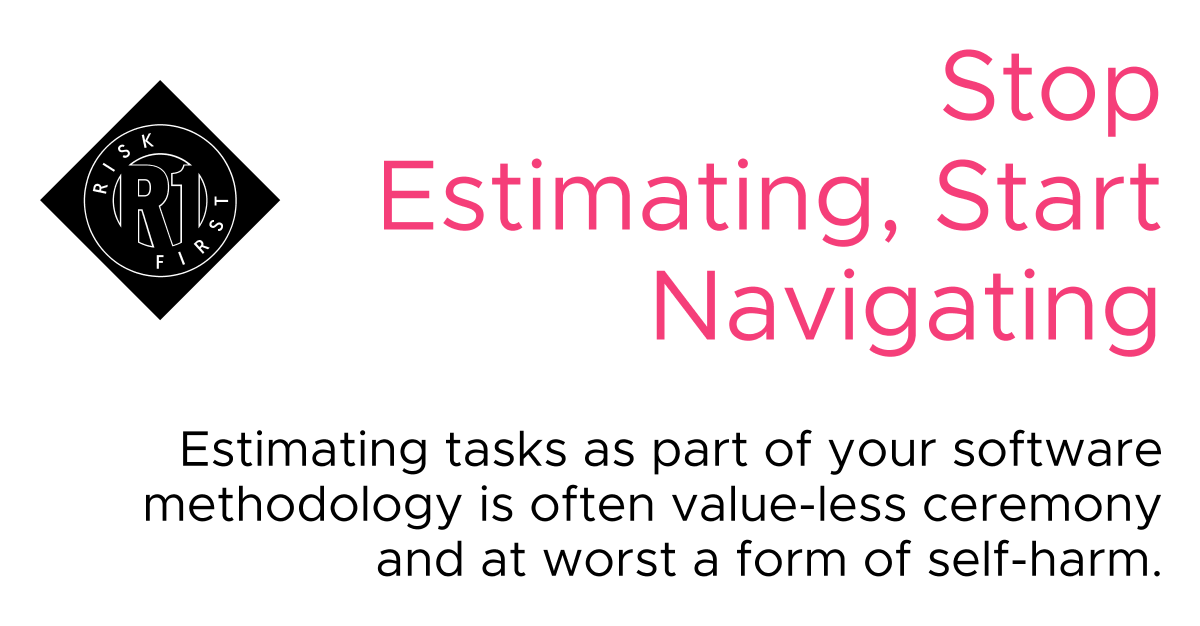 RISK
R1
FIRST
Stop
Estimating, Start
Navigating
Estimating tasks as part of your software
methodology is often value-less ceremony
and at worst a form of self-harm.